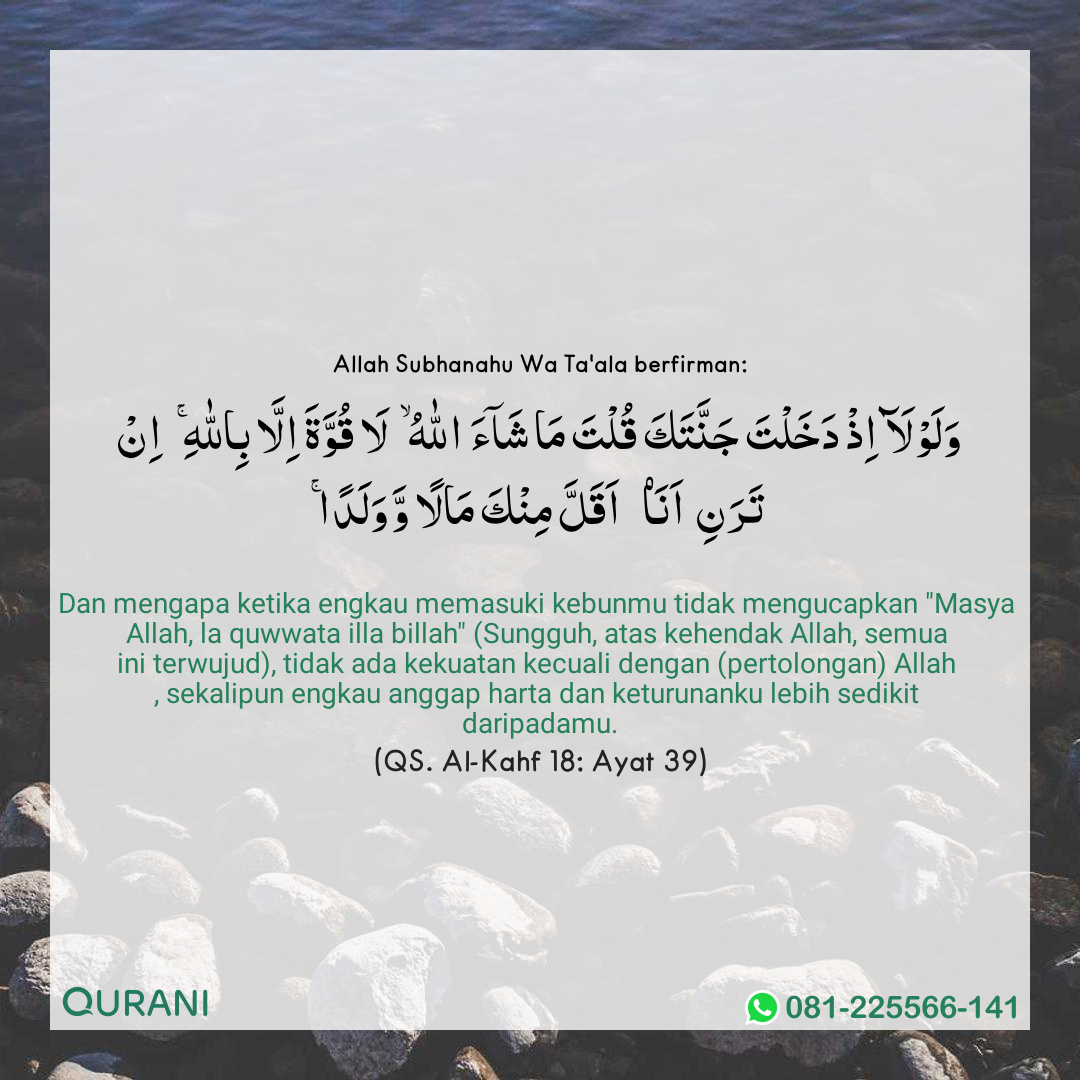 Allah Subhanahu Wa Ta'ala berfirman:
وَلَوْلَاۤ اِذْ دَخَلْتَ جَنَّتَكَ قُلْتَ مَا شَآءَ اللّٰهُ ۙ لَا قُوَّةَ اِلَّا بِاللّٰهِ ۚ اِنْ
تَرَنِ اَنَاۡ اَقَلَّ مِنْكَ مَالًا وَّوَلَدًا ۚ
Dan mengapa ketika engkau memasuki kebunmu tidak mengucapkan "Masya
Allah, la quwwata illa billah" (Sungguh, atas kehendak Allah, semua
ini terwujud), tidak ada kekuatan kecuali dengan (pertolongan) Allah
, sekalipun engkau anggap harta dan keturunanku lebih sedikit
daripadamu.
(QS. Al-Kahf 18: Ayat 39)
QURANI
081-225566-141